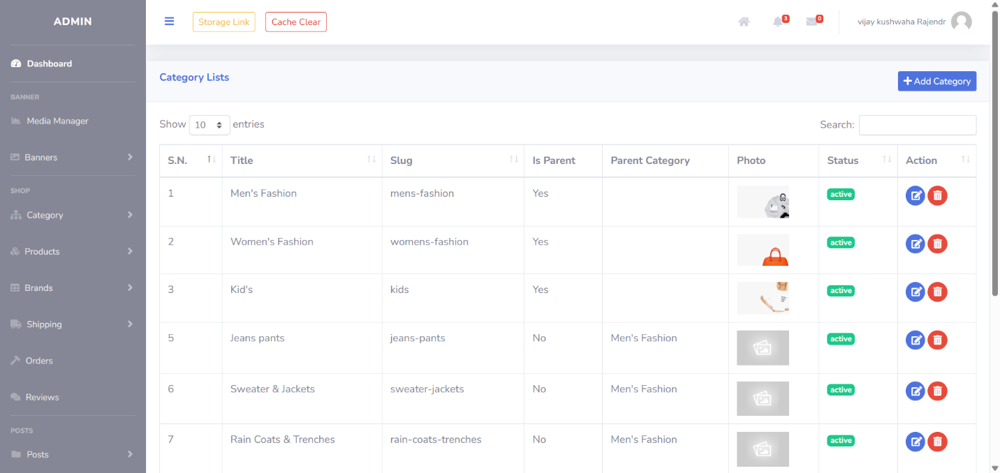 ADMIN
Storage Link
Cache Clear
3
0
vijay kushwaha Rajendr
Dashboard
BANNER
Media Manager
Banners
SHOP
Category
Products
Brands
Shipping
Orders
Reviews
POSTS
Posts
Category Lists
Add Category
Show 10 entries
Search:
S.N. Title Slug Is Parent Parent Category Photo Status Action
1 Men's Fashion mens-fashion Yes active
2 Women's Fashion womens-fashion Yes active
3 Kid's kids Yes active
5 Jeans pants jeans-pants No Men's Fashion active
6 Sweater & Jackets sweater-jackets No Men's Fashion active
7 Rain Coats & Trenches rain-coats-trenches No Men's Fashion active